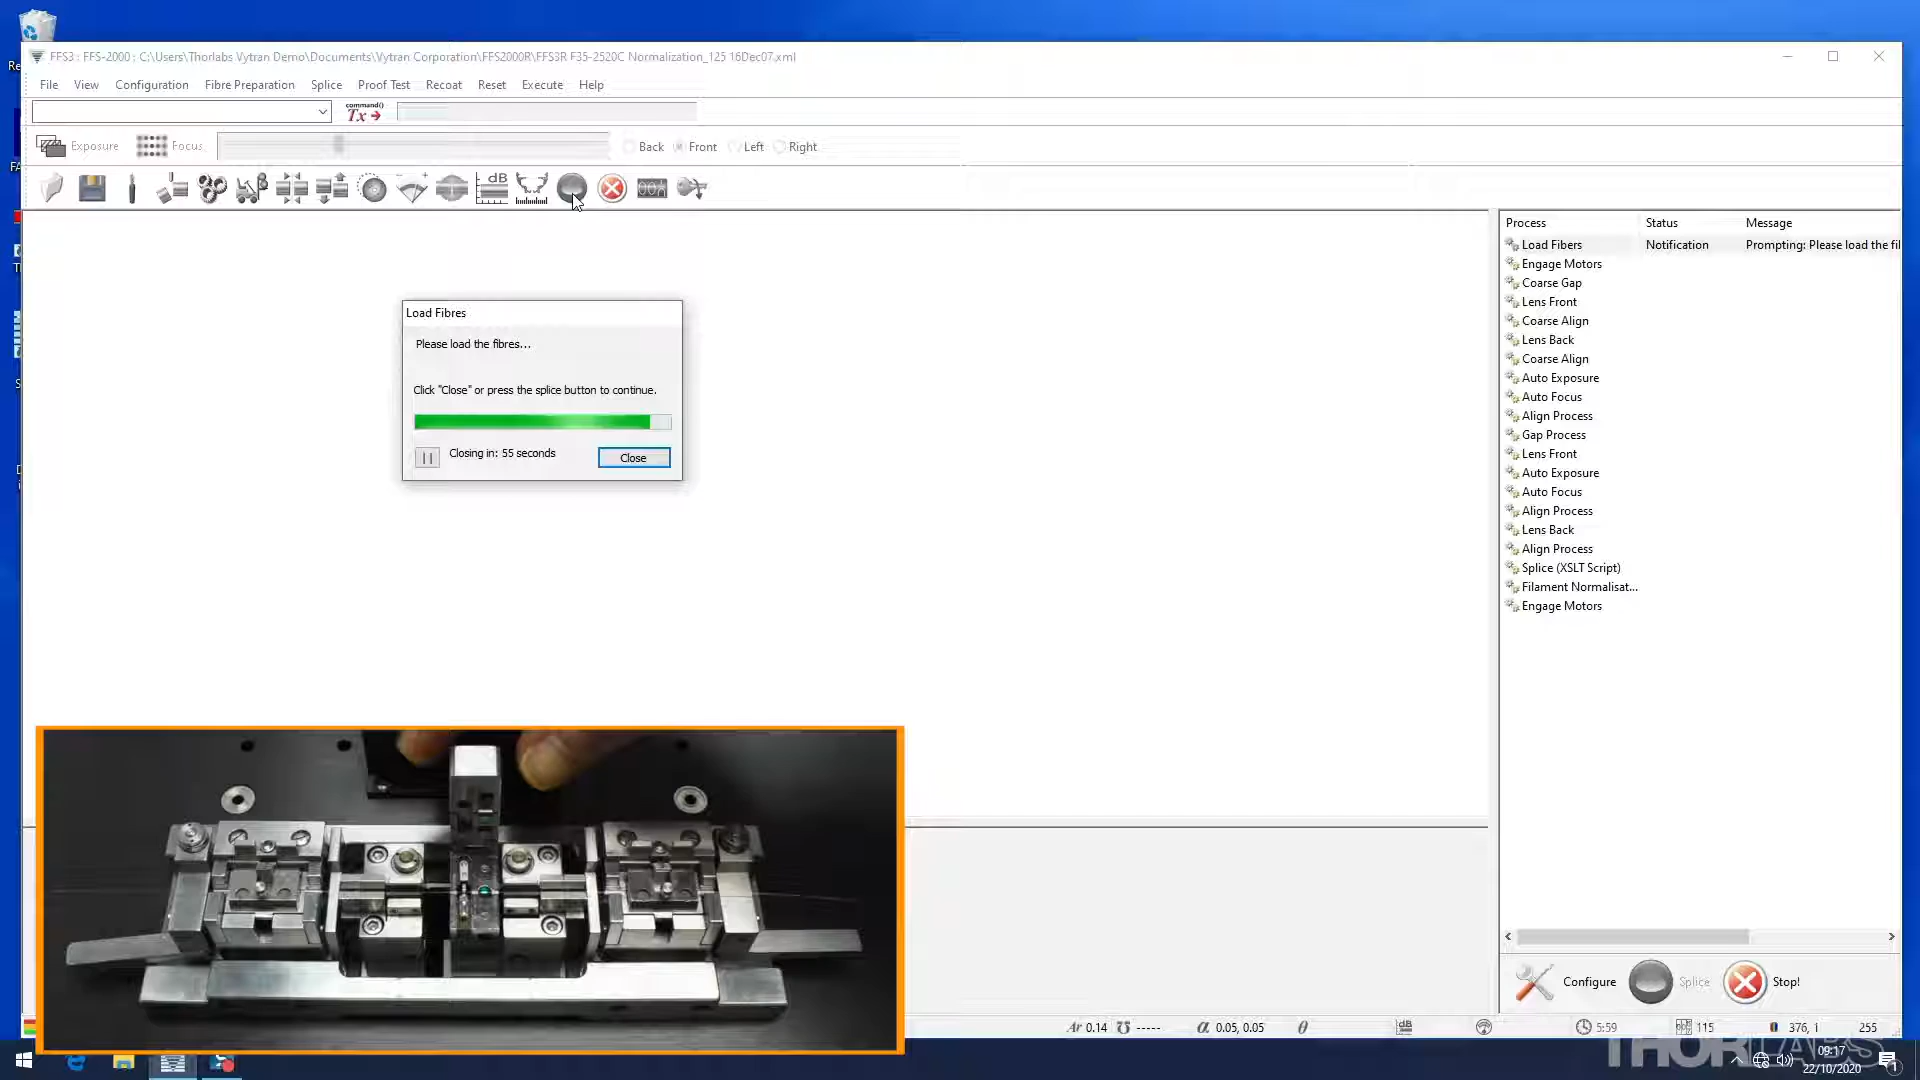 FFS3 : FFS-2000 : C:\Users\Thorlabs Vytran Demo\Documents\Vytran Corporation\FFS2000R\FFS3R F35-2520C Normalization_125 16Dec07.xml
File View Configuration Fibre Preparation Splice Proof Test Recoat Reset Execute Help
command()
Tx
Exposure Focus Back Front Left Right
dB
Process Status Message
Load Fibers Notification Prompting: Please load the fil
Engage Motors
Coarse Gap
Lens Front
Coarse Align
Lens Back
Coarse Align
Auto Exposure
Auto Focus
Align Process
Gap Process
Lens Front
Auto Exposure
Auto Focus
Align Process
Lens Back
Align Process
Splice (XSLT Script)
Filament Normalisat...
Engage Motors
Load Fibres
Please load the fibres...
Click "Close" or press the splice button to continue.
Closing in: 55 seconds
Close
Configure Splice Stop!
Ar 0.14 ----- α 0.05, 0.05 θ dB 5:59 115 376, i 255
THORLABS
09:17
22/10/2020
1